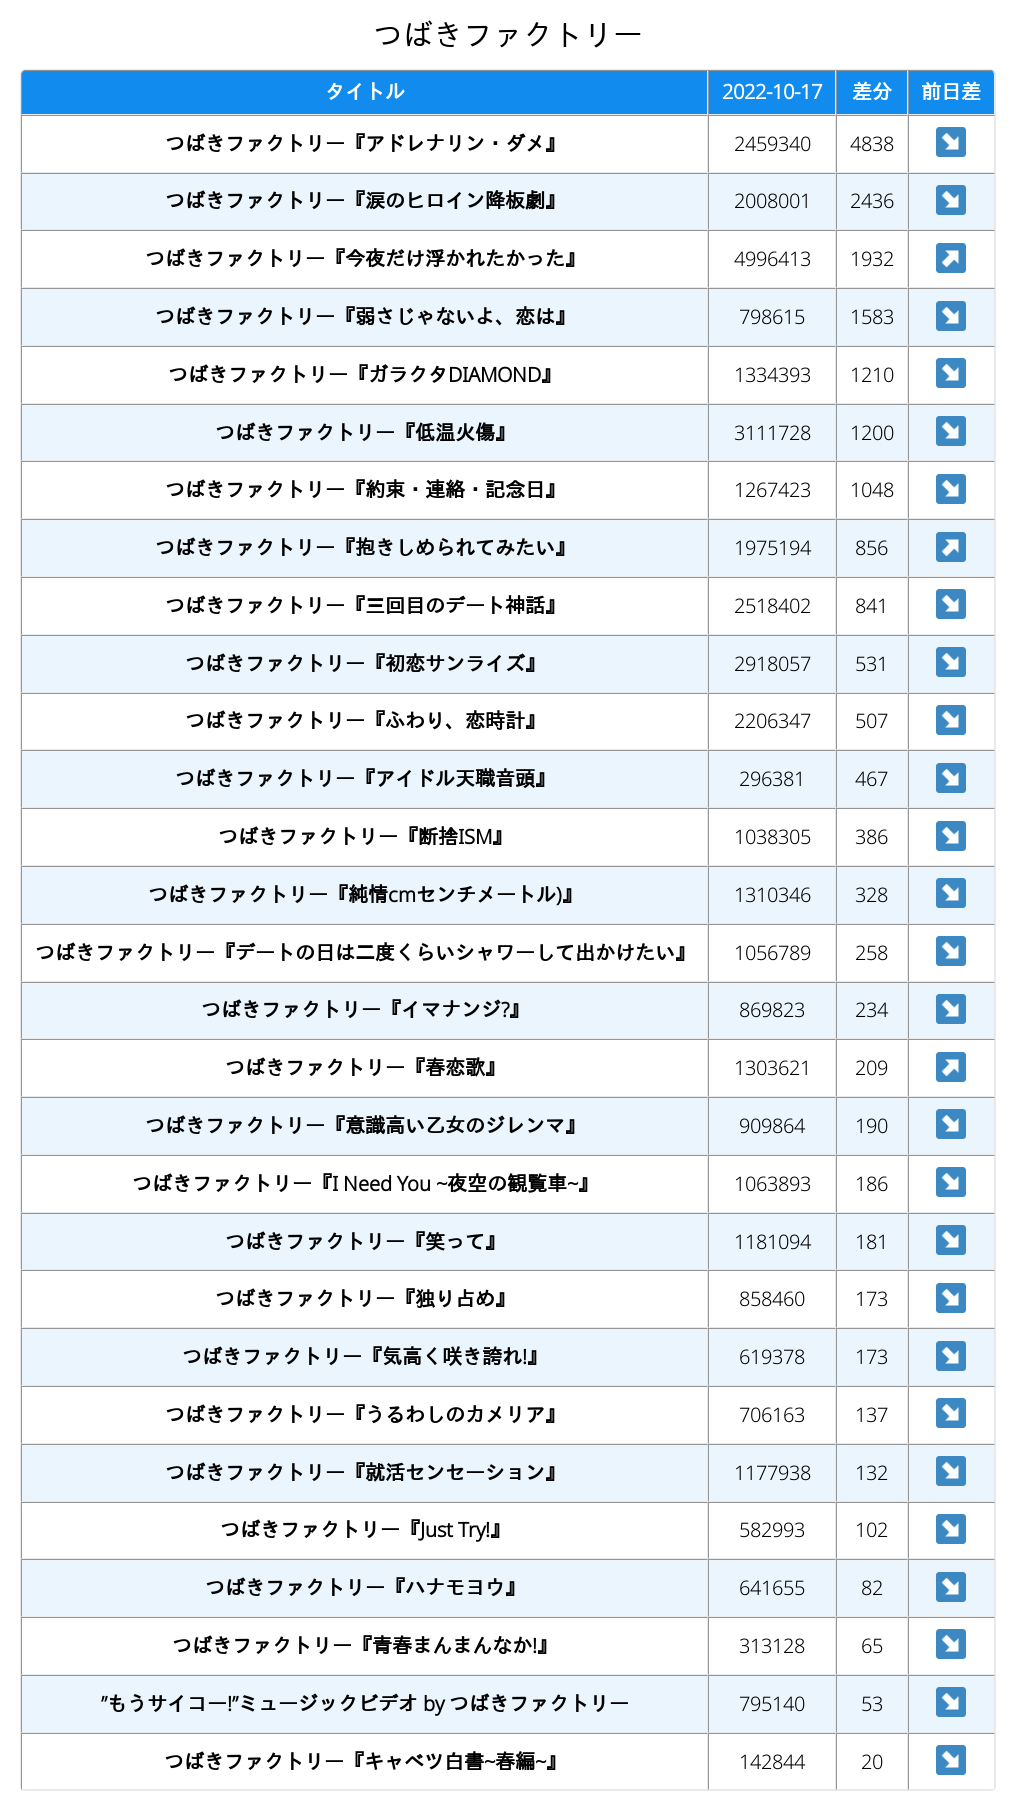 つばきファクトリー
タイトル 2022-10-17 差分 前日差
つばきファクトリー『アドレナリン・ダメ』 2459340 4838 ↘
つばきファクトリー『涙のヒロイン降板劇』 2008001 2436 ↘
つばきファクトリー『今夜だけ浮かれたかった』 4996413 1932 ↗
つばきファクトリー『弱さじゃないよ、恋は』 798615 1583 ↘
つばきファクトリー『ガラクタDIAMOND』 1334393 1210 ↘
つばきファクトリー『低温火傷』 3111728 1200 ↘
つばきファクトリー『約束・連絡・記念日』 1267423 1048 ↘
つばきファクトリー『抱きしめられてみたい』 1975194 856 ↗
つばきファクトリー『三回目のデート神話』 2518402 841 ↘
つばきファクトリー『初恋サンライズ』 2918057 531 ↘
つばきファクトリー『ふわり、恋時計』 2206347 507 ↘
つばきファクトリー『アイドル天職音頭』 296381 467 ↘
つばきファクトリー『断捨ISM』 1038305 386 ↘
つばきファクトリー『純情cmセンチメートル)』 1310346 328 ↘
つばきファクトリー『デートの日は二度くらいシャワーして出かけたい』 1056789 258 ↘
つばきファクトリー『イマナンジ?』 869823 234 ↘
つばきファクトリー『春恋歌』 1303621 209 ↗
つばきファクトリー『意識高い乙女のジレンマ』 909864 190 ↘
つばきファクトリー『I Need You ~夜空の観覧車~』 1063893 186 ↘
つばきファクトリー『笑って』 1181094 181 ↘
つばきファクトリー『独り占め』 858460 173 ↘
つばきファクトリー『気高く咲き誇れ!』 619378 173 ↘
つばきファクトリー『うるわしのカメリア』 706163 137 ↘
つばきファクトリー『就活センセーション』 1177938 132 ↘
つばきファクトリー『Just Try!』 582993 102 ↘
つばきファクトリー『ハナモヨウ』 641655 82 ↘
つばきファクトリー『青春まんまんなか!』 313128 65 ↘
”もうサイコー!”ミュージックビデオ by つばきファクトリー 795140 53 ↘
つばきファクトリー『キャベツ白書~春編~』 142844 20 ↘